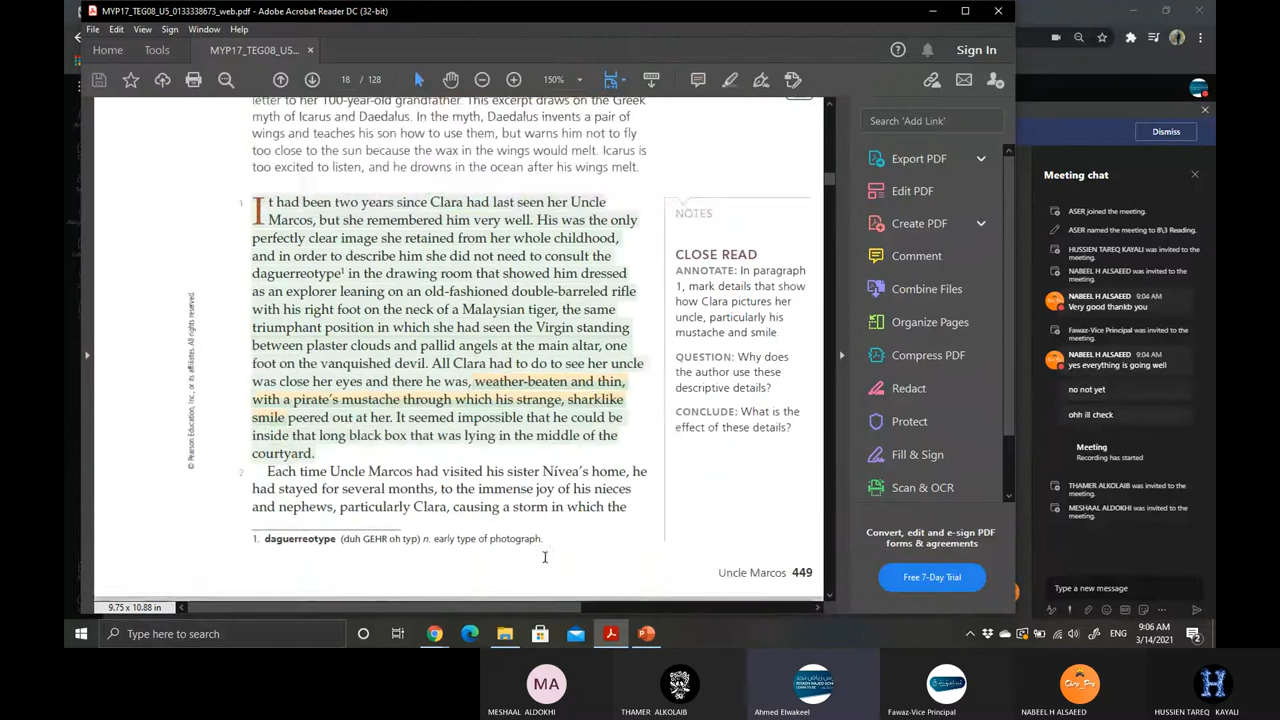 MYP17_TEG08_U5_0133338673_web.pdf - Adobe Acrobat Reader DC (32-bit)
File Edit View Sign Window Help
Home Tools MYP17_TEG08_U5... × Sign In
18 / 128 150%
letter to her 100-year-old grandfather. This excerpt draws on the Greek
myth of Icarus and Daedalus. In the myth, Daedalus invents a pair of
wings and teaches his son how to use them, but warns him not to fly
too close to the sun because the wax in the wings would melt. Icarus is
too excited to listen, and he drowns in the ocean after his wings melt.
1
It had been two years since Clara had last seen her Uncle
Marcos, but she remembered him very well. His was the only
perfectly clear image she retained from her whole childhood,
and in order to describe him she did not need to consult the
daguerreotype1 in the drawing room that showed him dressed
as an explorer leaning on an old-fashioned double-barreled rifle
with his right foot on the neck of a Malaysian tiger, the same
triumphant position in which she had seen the Virgin standing
between plaster clouds and pallid angels at the main altar, one
foot on the vanquished devil. All Clara had to do to see her uncle
was close her eyes and there he was, weather-beaten and thin,
with a pirate's mustache through which his strange, sharklike
smile peered out at her. It seemed impossible that he could be
inside that long black box that was lying in the middle of the
courtyard.
2
Each time Uncle Marcos had visited his sister Nívea's home, he
had stayed for several months, to the immense joy of his nieces
and nephews, particularly Clara, causing a storm in which the
1. daguerreotype (duh GEHR oh typ) n. early type of photograph.
Uncle Marcos 449
© Pearson Education, Inc., or its affiliates. All rights reserved.
NOTES
CLOSE READ
ANNOTATE: In paragraph
1, mark details that show
how Clara pictures her
uncle, particularly his
mustache and smile.
QUESTION: Why does
the author use these
descriptive details?
CONCLUDE: What is the
effect of these details?
9.75 x 10.88 in
Search 'Add Link'
Export PDF
Edit PDF
Create PDF
Comment
Combine Files
Organize Pages
Compress PDF
Redact
Protect
Fill & Sign
Scan & OCR
Convert, edit and e-sign PDF
forms & agreements
Free 7-Day Trial
Dismiss
Meeting chat
ASER joined the meeting.
ASER named the meeting to 8\3 Reading.
HUSSIEN TAREQ KAYALI was invited to the
meeting.
NABEEL H ALSAEED was invited to the
meeting.
NABEEL H ALSAEED 9:04 AM
Very good thankb you
Fawaz-Vice Principal was invited to the
meeting.
NABEEL H ALSAEED 9:04 AM
yes everything is going well
no not yet
ohh ill check
Meeting
Recording has started
THAMER ALKOLAIB was invited to the
meeting.
MESHAAL ALDOKHI was invited to the
meeting.
Type a new message
Type here to search
ENG
9:06 AM
3/14/2021
2
MA
MESHAAL ALDOKHI
THAMER ALKOLAIB
Ahmed Elwakeel
Fawaz-Vice Principal
NABEEL H ALSAEED
HUSSIEN TAREQ KAYALI